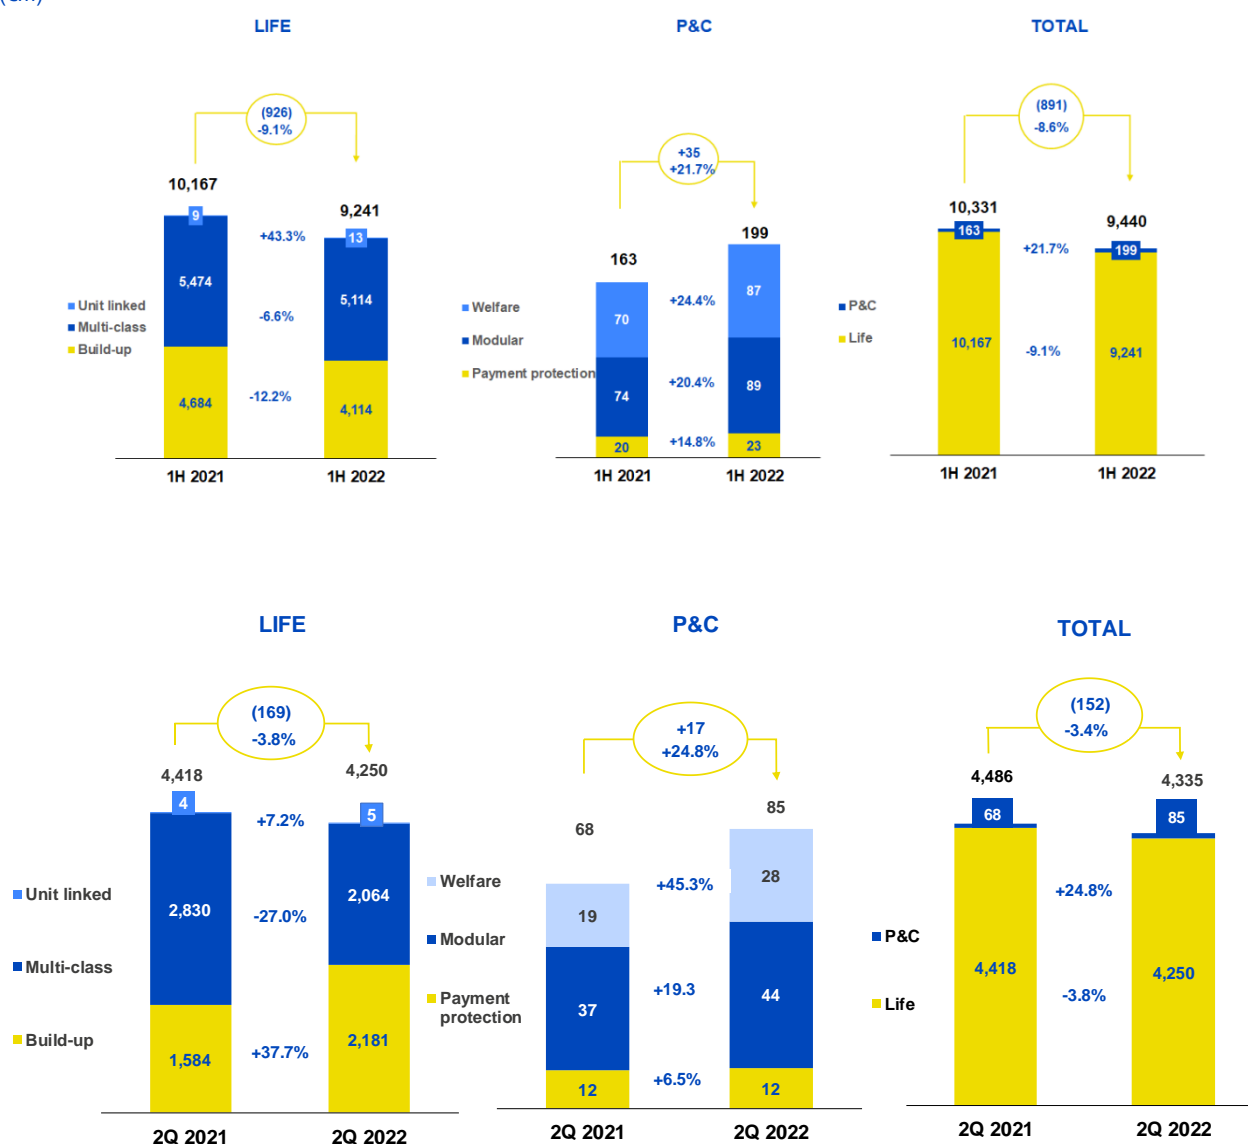 LIFE
P&C
TOTAL
(926)
-9.1%
10,167
9,241
9
+43.3%
13
5,474
5,114
-6.6%
Unit linked
Multi-class
Build-up
4,684
-12.2%
4,114
1H 2021
1H 2022
+35
+21.7%
163
199
Welfare
Modular
Payment protection
70
+24.4%
87
74
+20.4%
89
20
+14.8%
23
1H 2021
1H 2022
(891)
-8.6%
10,331
9,440
163
+21.7%
199
P&C
Life
10,167
-9.1%
9,241
1H 2021
1H 2022
LIFE
P&C
TOTAL
(169)
-3.8%
4,418
4,250
4
+7.2%
5
Unit linked
Multi-class
Build-up
2,830
-27.0%
2,064
1,584
+37.7%
2,181
2Q 2021
2Q 2022
+17
+24.8%
68
85
Welfare
Modular
Payment
protection
19
+45.3%
28
37
+19.3
44
12
+6.5%
12
2Q 2021
2Q 2022
(152)
-3.4%
4,486
4,335
68
85
+24.8%
P&C
Life
4,418
-3.8%
4,250
2Q 2021
2Q 2022